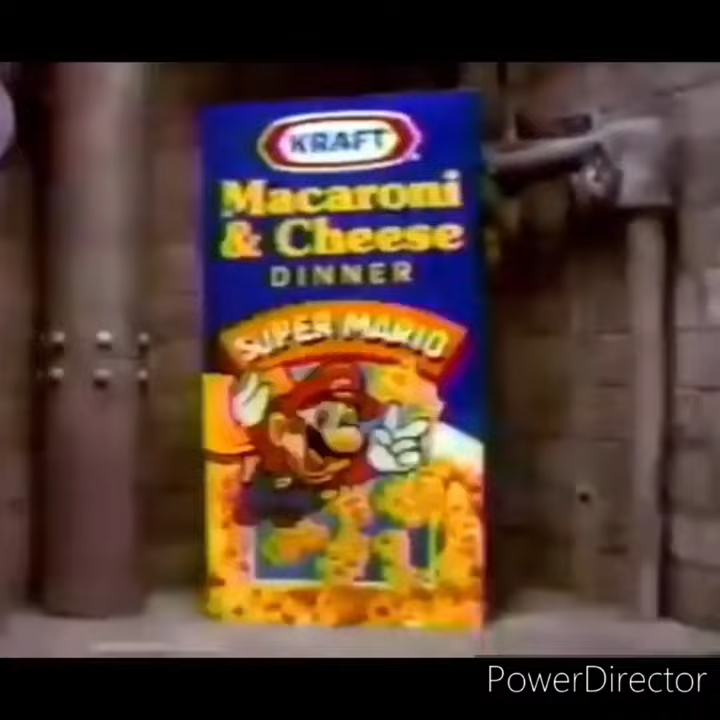 KRAFT
Macaroni
& Cheese
DINNER
SUPER MARIO
PowerDirector